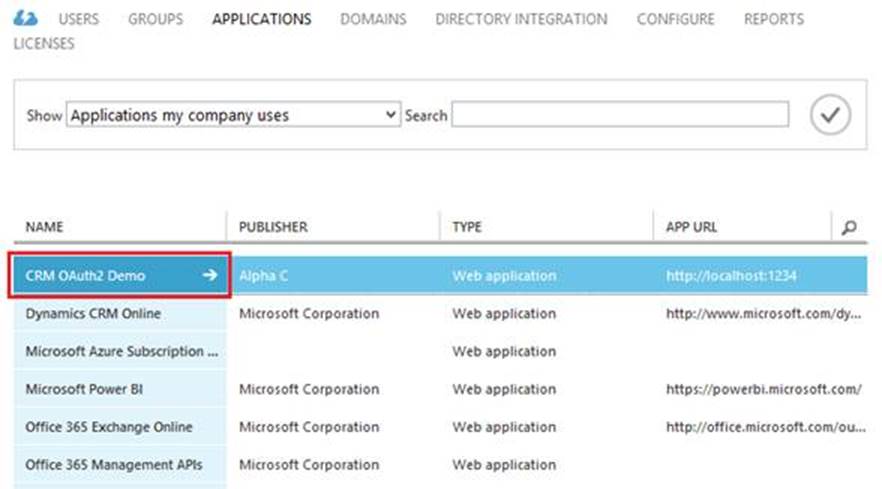 USERS GROUPS APPLICATIONS DOMAINS DIRECTORY INTEGRATION CONFIGURE REPORTS
LICENSES
Show Applications my company uses Search
NAME PUBLISHER TYPE APP URL
CRM OAuth2 Demo Alpha C Web application http://localhost:1234
Dynamics CRM Online Microsoft Corporation Web application http://www.microsoft.com/dy...
Microsoft Azure Subscription ... Web application
Microsoft Power BI Microsoft Corporation Web application https://powerbi.microsoft.com/
Office 365 Exchange Online Microsoft Corporation Web application http://office.microsoft.com/ou...
Office 365 Management APIs Microsoft Corporation Web application